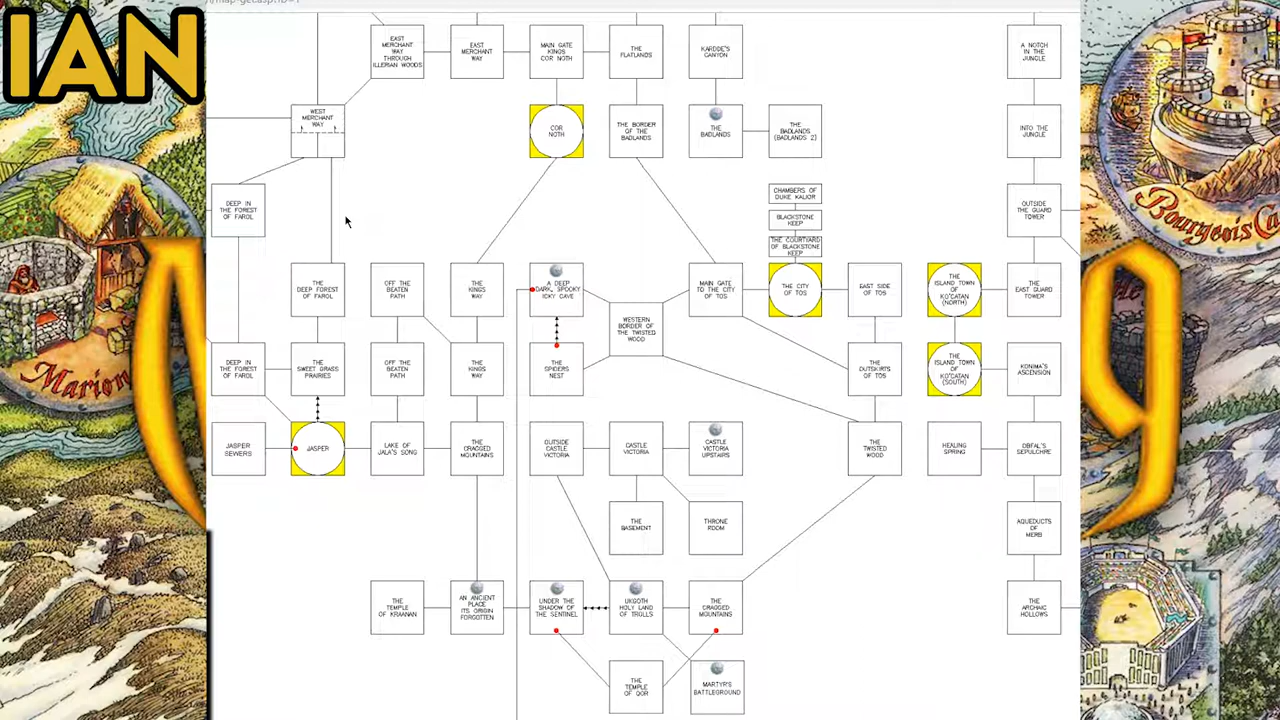 IAN
EAST
MERCHANT
WAY
THROUGH
ILLERIAN WOODS
EAST
MERCHANT
WAY
MAIN GATE
KINGS
COR NOTH
THE
FLATLANDS
KARDDE'S
CANYON
A NOTCH
IN THE
JUNGLE
WEST
MERCHANT
WAY
COR
NOTH
THE BORDER
OF THE
BADLANDS
THE
BADLANDS
THE
BADLANDS
(BADLANDS 2)
INTO THE
JUNGLE
DEEP IN
THE FOREST
OF FAROL
CHAMBERS OF
DUKE KALIOR
BLACKSTONE
KEEP
THE COURTYARD
OF BLACKSTONE
KEEP
OUTSIDE
THE GUARD
TOWER
Bourgeois
THE
DEEP FOREST
OF FAROL
OFF THE
BEATEN
PATH
THE
KINGS
WAY
A DEEP
DARK, SPOOKY
ICKY CAVE
MAIN GATE
TO THE CITY
OF TOS
THE CITY
OF TOS
EAST SIDE
OF TOS
THE
ISLAND TOWN
OF
KO'CATAN
(NORTH)
THE
EAST GUARD
TOWER
WESTERN
BORDER OF
THE TWISTED
WOOD
DEEP IN
THE FOREST
OF FAROL
THE
SWEET GRASS
PRAIRIES
OFF THE
BEATEN
PATH
THE
KINGS
WAY
THE
SPIDERS
NEST
THE
OUTSKIRTS
OF TOS
THE
ISLAND TOWN
OF
KO'CATAN
(SOUTH)
KONIMA'S
ASCENSION
Marion
JASPER
SEWERS
JASPER
LAKE OF
JALA'S SONG
THE
CRAGGED
MOUNTAINS
OUTSIDE
CASTLE
VICTORIA
CASTLE
VICTORIA
CASTLE
VICTORIA
UPSTAIRS
THE
TWISTED
WOOD
HEALING
SPRING
OBFAL'S
SEPULCHRE
THE
BASEMENT
THRONE
ROOM
AQUEDUCTS
OF
MERB
THE
TEMPLE
OF KRAANAN
AN ANCIENT
PLACE
ITS ORIGIN
FORGOTTEN
UNDER THE
SHADOW OF
THE SENTINEL
UKGOTH
HOLY LAND
OF TROLLS
THE
CRAGGED
MOUNTAINS
THE
ARCHAIC
HOLLOWS
THE
TEMPLE
OF QOR
MARTYR'S
BATTLEGROUND